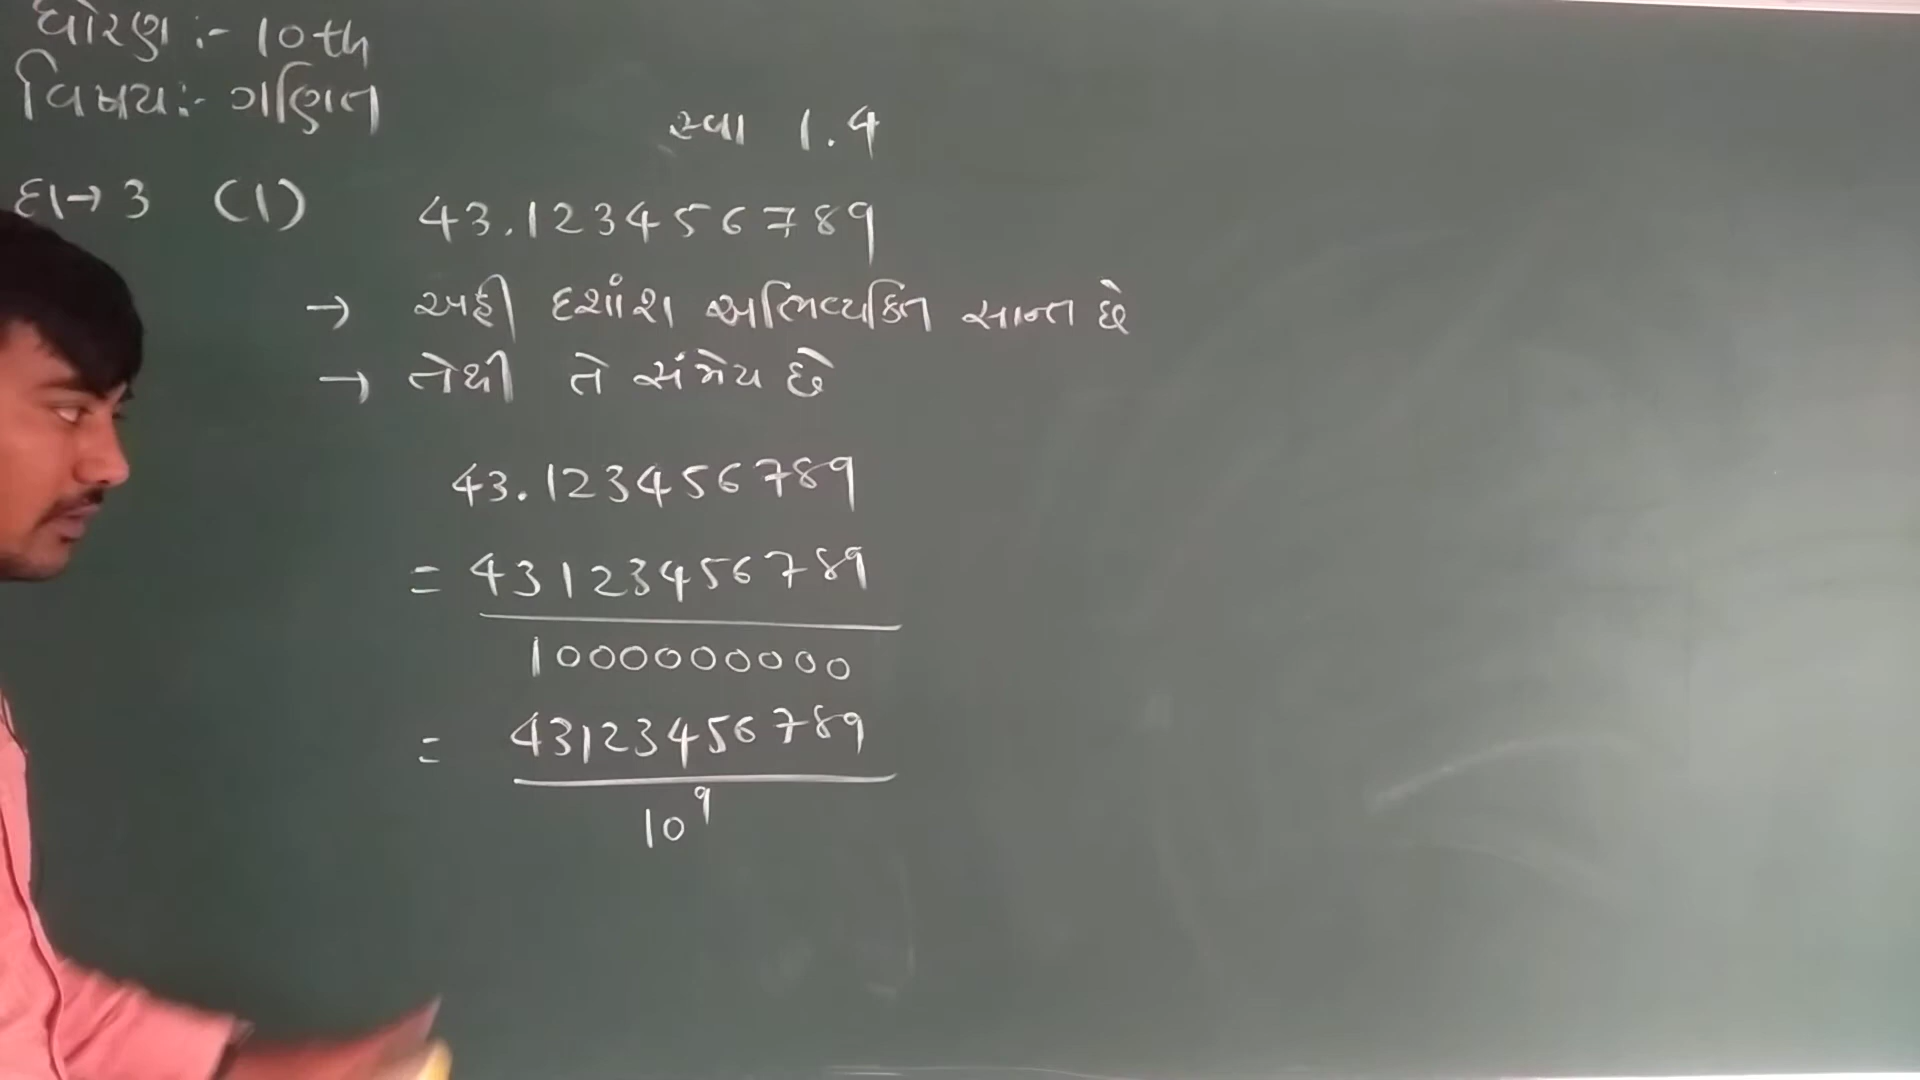 ધોરણ :- 10th
વિષય :- ગણિત
સ્વા 1.4
દા→ 3 (1) 43.123456789
→ અહીં દશાંશ અભિવ્યક્તિ સાન્ત છે
→ તેથી તે સંમેય છે
43.123456789
= 43123456789
1000000000
= 43123456789
10⁹